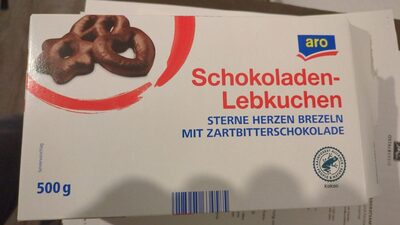 aro
Schokoladen-
Lebkuchen
STERNE HERZEN BREZELN
MIT ZARTBITTERSCHOKOLADE
500 g
kakao